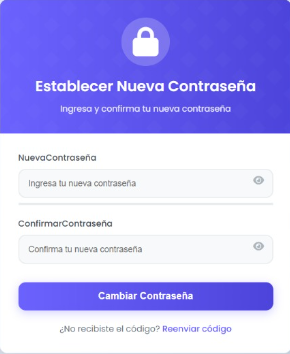 Establecer Nueva Contraseña
Ingresa y confirma tu nueva contraseña
NuevaContraseña
Ingresa tu nueva contraseña
ConfirmarContraseña
Confirma tu nueva contraseña
Cambiar Contraseña
¿No recibiste el código? Reenviar código